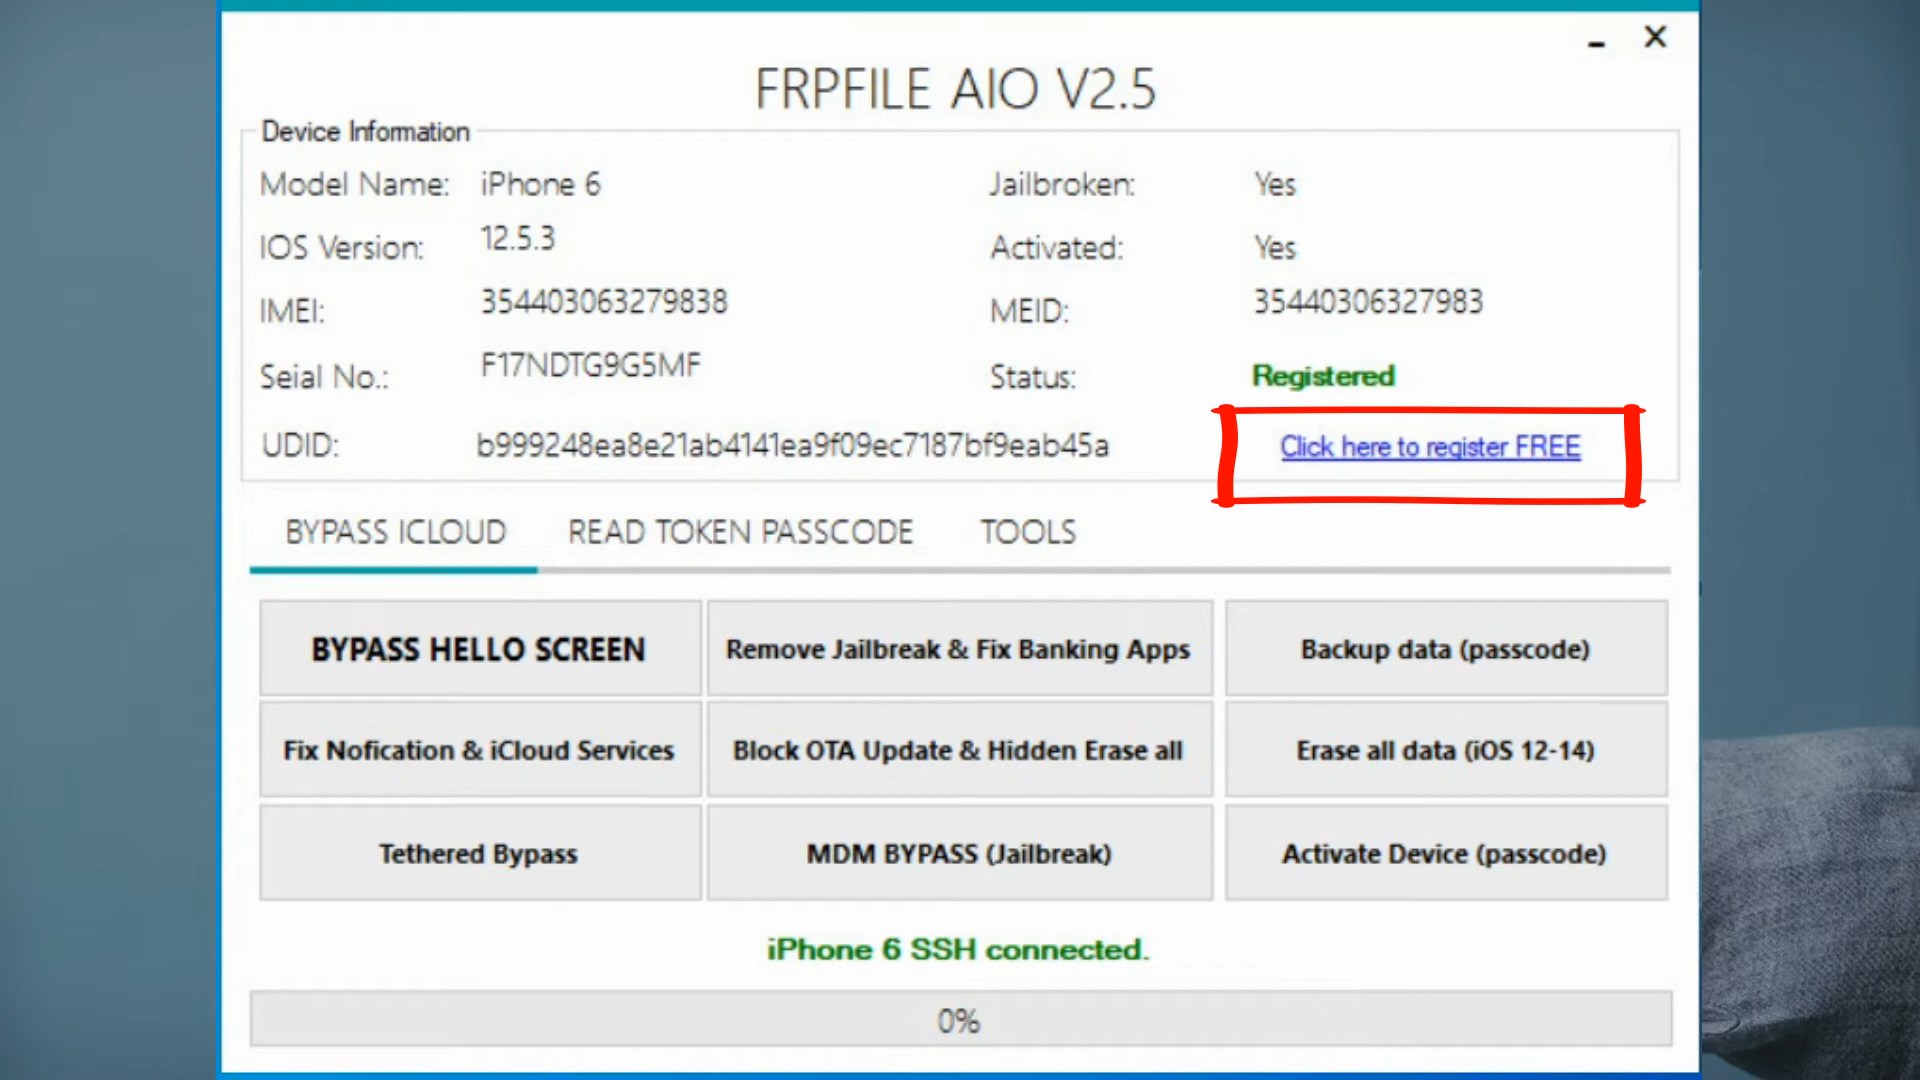 FRPFILE AIO V2.5
Device Information
Model Name: iPhone 6 Jailbroken: Yes
IOS Version: 12.5.3 Activated: Yes
IMEI: 354403063279838 MEID: 35440306327983
Seial No.: F17NDTG9G5MF Status: Registered
UDID: b999248ea8e21ab4141ea9f09ec7187bf9eab45a Click here to register FREE
BYPASS ICLOUD READ TOKEN PASSCODE TOOLS
BYPASS HELLO SCREEN Remove Jailbreak & Fix Banking Apps Backup data (passcode)
Fix Nofication & iCloud Services Block OTA Update & Hidden Erase all Erase all data (iOS 12-14)
Tethered Bypass MDM BYPASS (Jailbreak) Activate Device (passcode)
iPhone 6 SSH connected.
0%